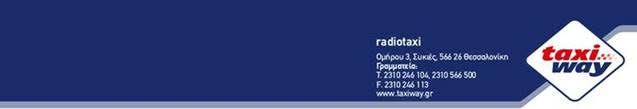 radiotaxi
Ομήρου 3, Συκιές, 566 26 Θεσσαλονίκη
Γραμματεία:
T. 2310 246 104, 2310 566 500
F. 2310 246 113
www.taxiway.gr
taxi
way